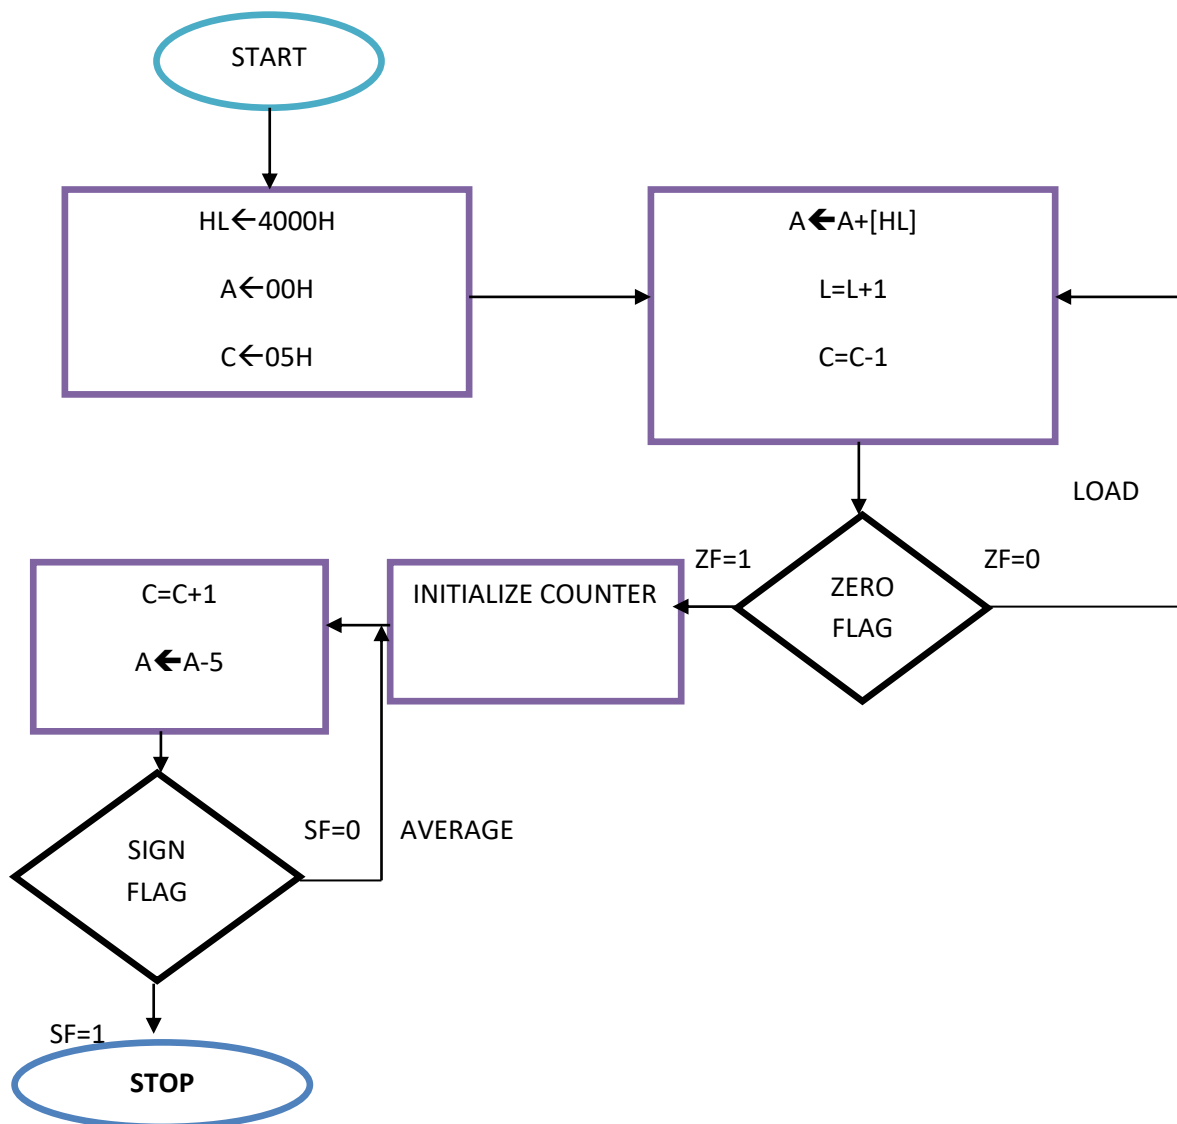 START
HL←4000H
A←00H
C←05H
A←A+[HL]
L=L+1
C=C-1
LOAD
ZF=1
ZF=0
ZERO
FLAG
INITIALIZE COUNTER
C=C+1
A←A-5
SF=0
AVERAGE
SIGN
FLAG
SF=1
STOP